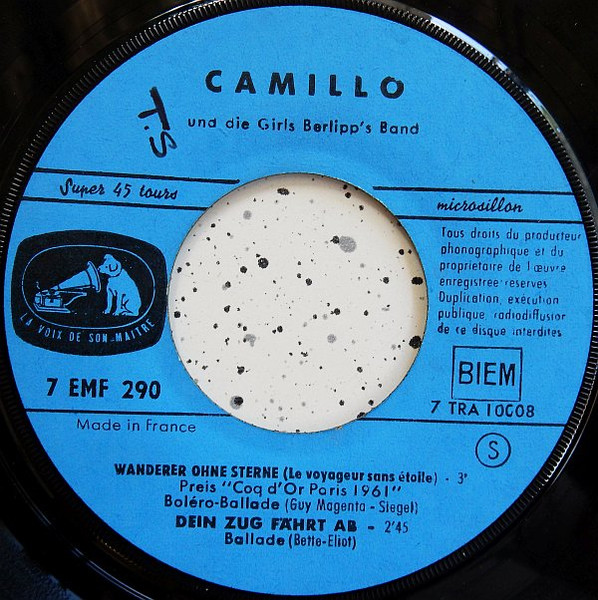 CAMILLO
und die Girls Berlipp's Band
T.S
Super 45 tours
microsillon
Tous droits du producteur
phonographique et du
proprietaire de l'œuvre
enregistree reserves
Duplication, exécution
publique, radiodiffusion
de ce disque interdites
LA VOIX DE SON MAITRE
7 EMF 290
BIEM
7 TRA 10008
Made in France
S
WANDERER OHNE STERNE (Le voyageur sans étoile) - 3'
Preis "Coq d'Or Paris 1961"
Boléro-Ballade (Guy Magenta - Siegel)
DEIN ZUG FÄHRT AB - 2'45
Ballade (Bette-Eliot)